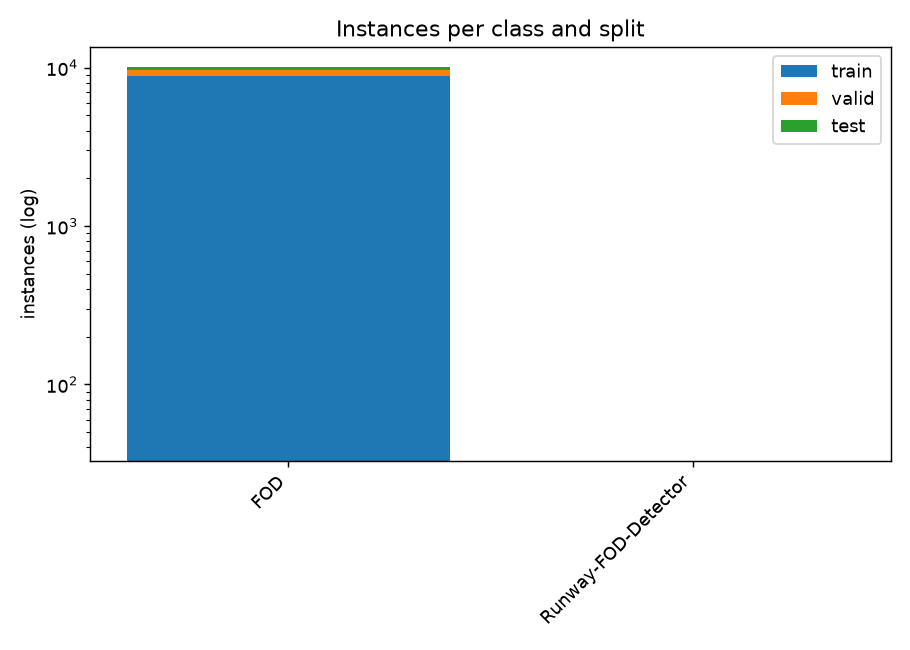 Instances per class and split
train
valid
test
10^4
10^3
10^2
instances (log)
FOD
Runway-FOD-Detector